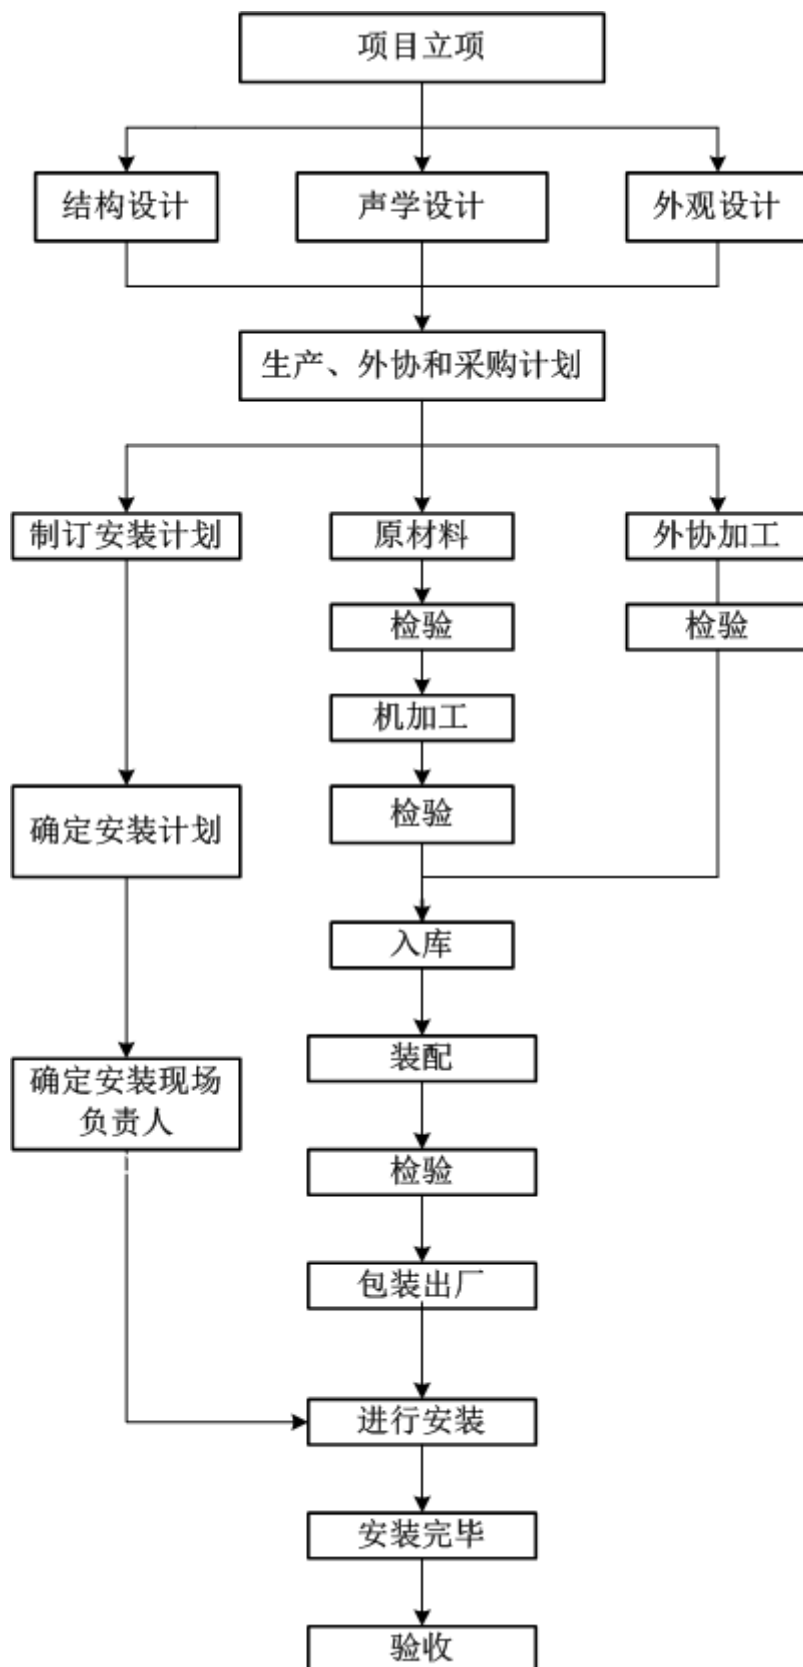 项目立项
结构设计
声学设计
外观设计
生产、外协和采购计划
制订安装计划
原材料
外协加工
检验
检验
机加工
确定安装计划
检验
入库
装配
确定安装现场
负责人
检验
包装出厂
进行安装
安装完毕
验收